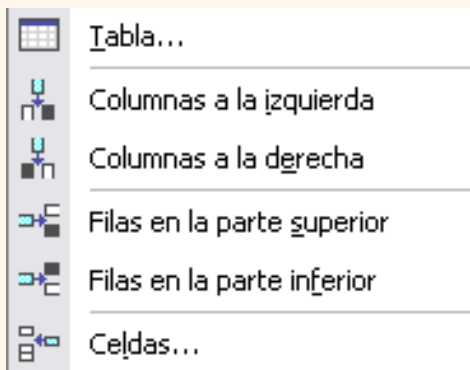 Tabla...
Columnas a la izquierda
Columnas a la derecha
Filas en la parte superior
Filas en la parte inferior
Celdas...